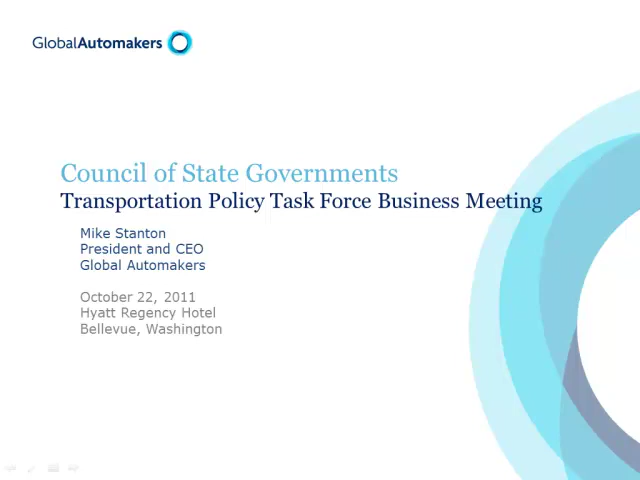 GlobalAutomakers
Council of State Governments
Transportation Policy Task Force Business Meeting
Mike Stanton
President and CEO
Global Automakers
October 22, 2011
Hyatt Regency Hotel
Bellevue, Washington